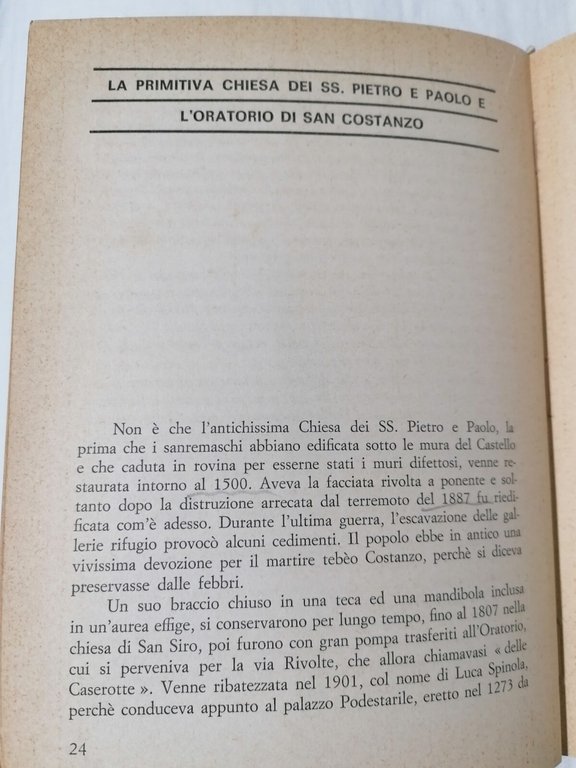 LA PRIMITIVA CHIESA DEI SS. PIETRO E PAOLO E
L'ORATORIO DI SAN COSTANZO
Non è che l'antichissima Chiesa dei SS. Pietro e Paolo, la
prima che i sanremaschi abbiano edificata sotto le mura del Castello
e che caduta in rovina per esserne stati i muri difettosi, venne re-
staurata intorno al 1500. Aveva la facciata rivolta a ponente e sol-
tanto dopo la distruzione arrecata dal terremoto del 1887 fu riedi-
ficata com'è adesso. Durante l'ultima guerra, l'escavazione delle gal-
lerie rifugio provocò alcuni cedimenti. Il popolo ebbe in antico una
vivissima devozione per il martire tebèo Costanzo, perchè si diceva
preservasse dalle febbri.
Un suo braccio chiuso in una teca ed una mandibola inclusa
in un'aurea effige, si conservarono per lungo tempo, fino al 1807 nella
chiesa di San Siro, poi furono con gran pompa trasferiti all'Oratorio,
cui si perveniva per la via Rivolte, che allora chiamavasi « delle
Caserotte ». Venne ribatezzata nel 1901, col nome di Luca Spinola,
perchè conduceva appunto al palazzo Podestarile, eretto nel 1273 da
24